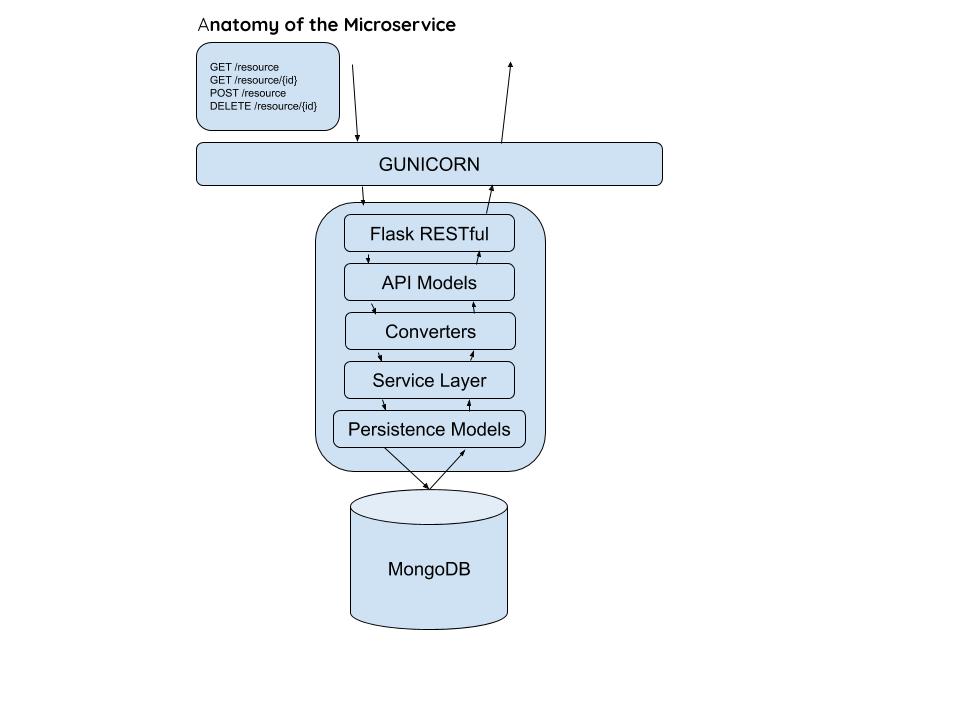 Anatomy of the Microservice
GET /resource
GET /resource/{id}
POST /resource
DELETE /resource/{id}
GUNICORN
Flask RESTful
API Models
Converters
Service Layer
Persistence Models
MongoDB